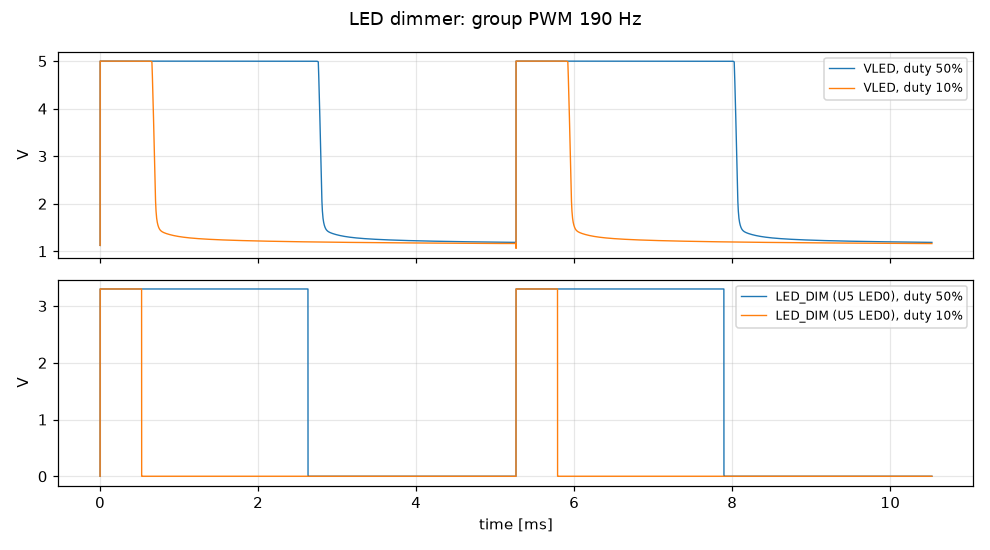 LED dimmer: group PWM 190 Hz
5
4
3
2
1
V
VLED, duty 50%
VLED, duty 10%
3
2
1
0
V
LED_DIM (U5 LED0), duty 50%
LED_DIM (U5 LED0), duty 10%
0 2 4 6 8 10
time [ms]